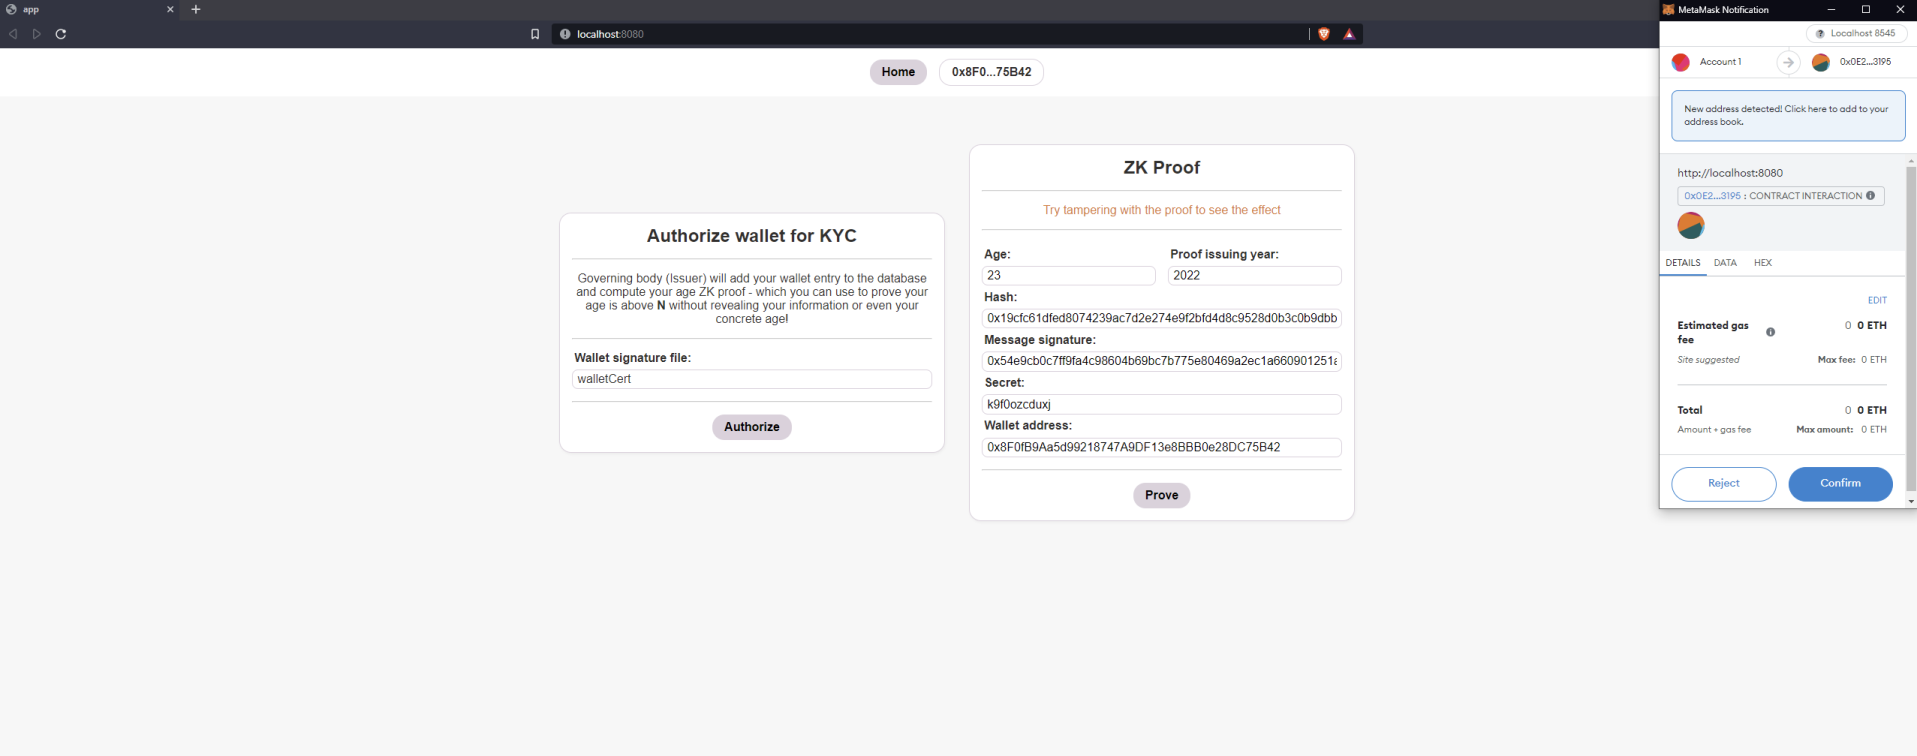 app
localhost:8080
Home
0x8F0...75B42
Authorize wallet for KYC
Governing body (Issuer) will add your wallet entry to the database
and compute your age ZK proof - which you can use to prove your
age is above N without revealing your information or even your
concrete age!
Wallet signature file:
walletCert
Authorize
ZK Proof
Try tampering with the proof to see the effect
Age:
Proof issuing year:
23
2022
Hash:
0x19cfc61dfed8074239ac7d2e274e9f2bfd4d8c9528d0b3c0b9dbb
Message signature:
0x54e9cb0c7ff9fa4c98604b69bc7b775e80469a2ec1a660901251a
Secret:
k9f0ozcduxj
Wallet address:
0x8F0fB9Aa5d99218747A9DF13e8BBB0e28DC75B42
Prove
MetaMask Notification
Localhost 8545
Account 1
0x0E2...3195
New address detected! Click here to add to your
address book.
http://localhost:8080
0x0E2...3195 : CONTRACT INTERACTION
DETAILS
DATA
HEX
EDIT
Estimated gas
fee
0 0 ETH
Site suggested
Max fee: 0 ETH
Total
0 0 ETH
Amount + gas fee
Max amount: 0 ETH
Reject
Confirm